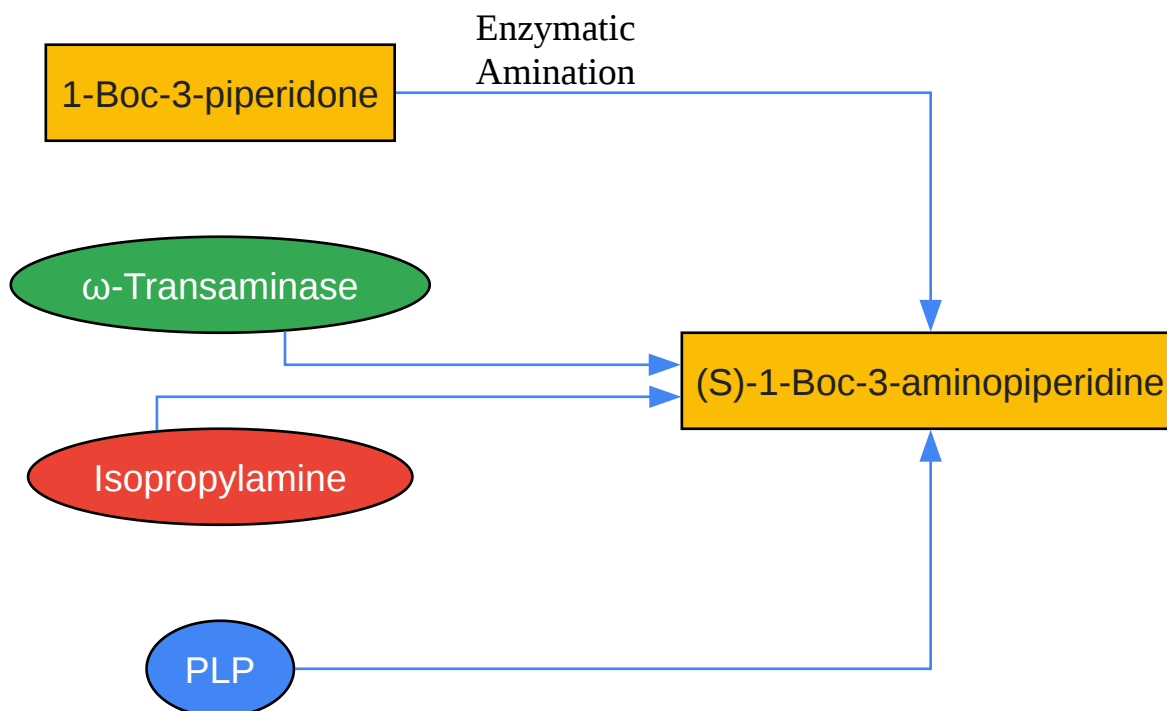 Enzymatic
Amination
1-Boc-3-piperidone
ω-Transaminase
(S)-1-Boc-3-aminopiperidine
Isopropylamine
PLP